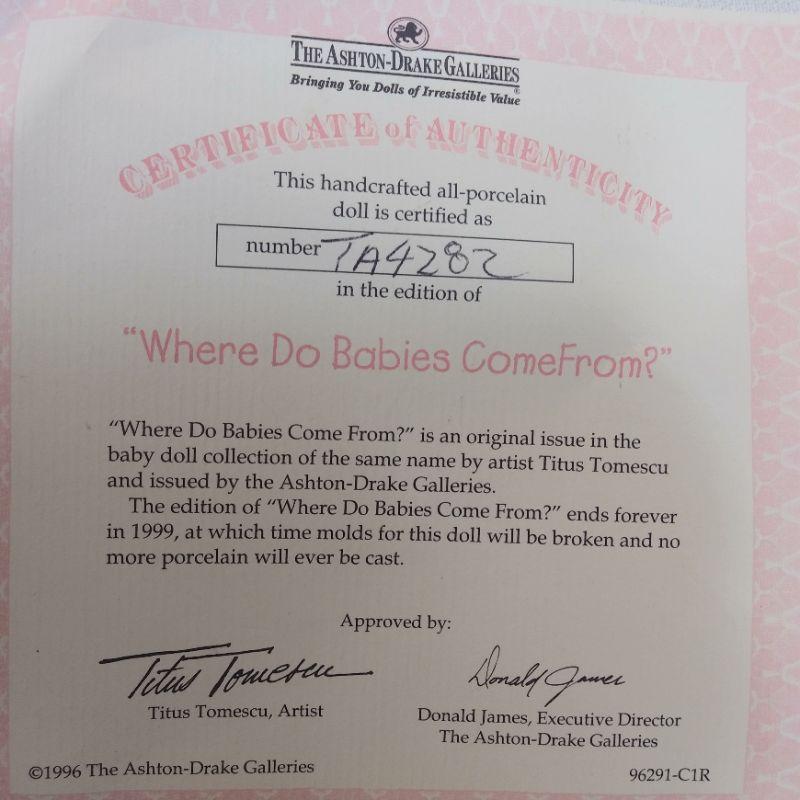 THE ASHTON-DRAKE GALLERIES
Bringing You Dolls of Irresistible Value®
CERTIFICATE of AUTHENTICITY
This handcrafted all-porcelain
doll is certified as
number TA4282
in the edition of
"Where Do Babies ComeFrom?"
"Where Do Babies Come From?" is an original issue in the
baby doll collection of the same name by artist Titus Tomescu
and issued by the Ashton-Drake Galleries.
The edition of "Where Do Babies Come From?" ends forever
in 1999, at which time molds for this doll will be broken and no
more porcelain will ever be cast.
Approved by:
Titus Tomescu Donald James
Titus Tomescu, Artist
Donald James, Executive Director
The Ashton-Drake Galleries
©1996 The Ashton-Drake Galleries
96291-C1R